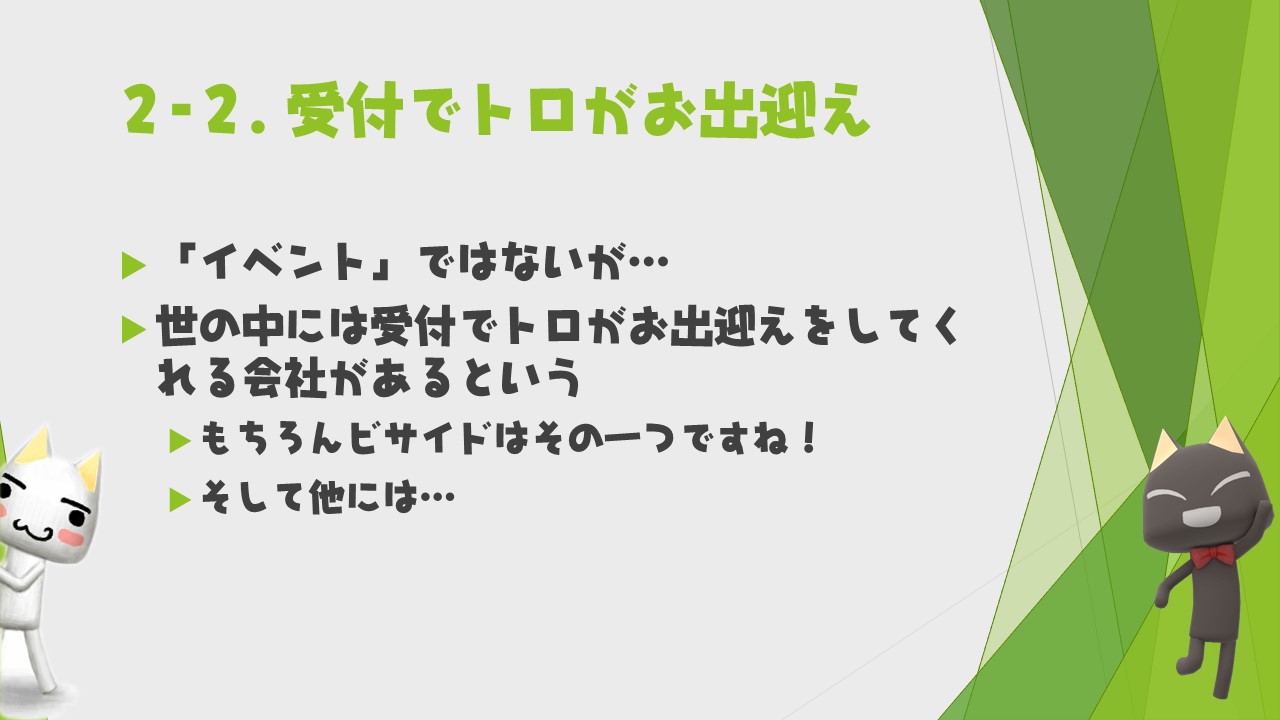 2-2.受付でトロがお出迎え
「イベント」ではないが…
世の中には受付でトロがお出迎えをしてく
れる会社があるという
もちろんビサイドはその一つですね！
そして他には…